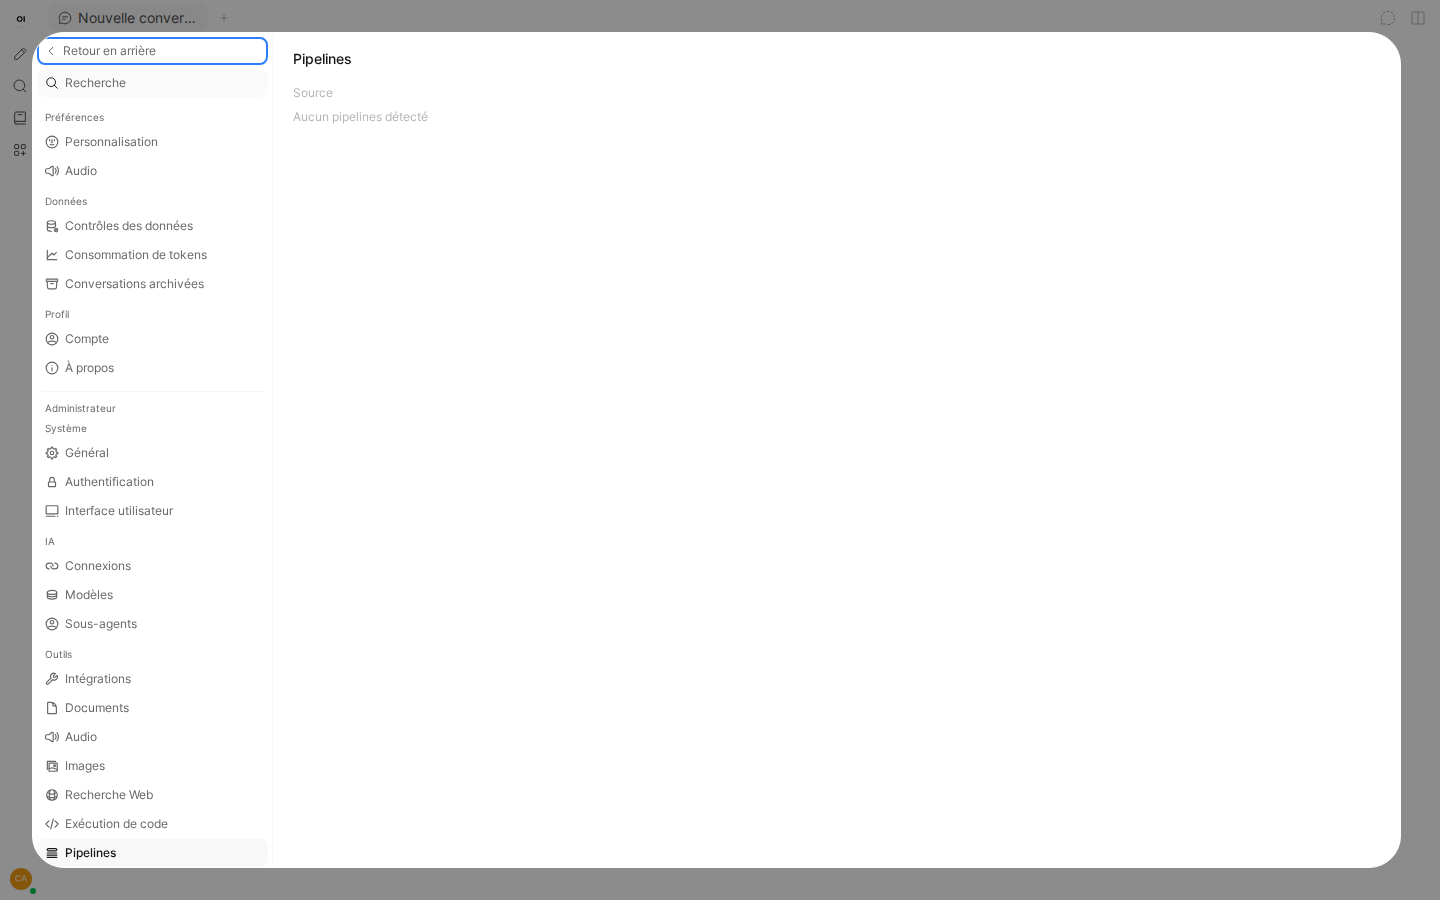 OI
Nouvelle conver...
Retour en arrière
Recherche
Préférences
Personnalisation
Audio
Données
Contrôles des données
Consommation de tokens
Conversations archivées
Profil
Compte
À propos
Administrateur
Système
Général
Authentification
Interface utilisateur
IA
Connexions
Modèles
Sous-agents
Outils
Intégrations
Documents
Audio
Images
Recherche Web
Exécution de code
Pipelines
CA
Pipelines
Source
Aucun pipelines détecté